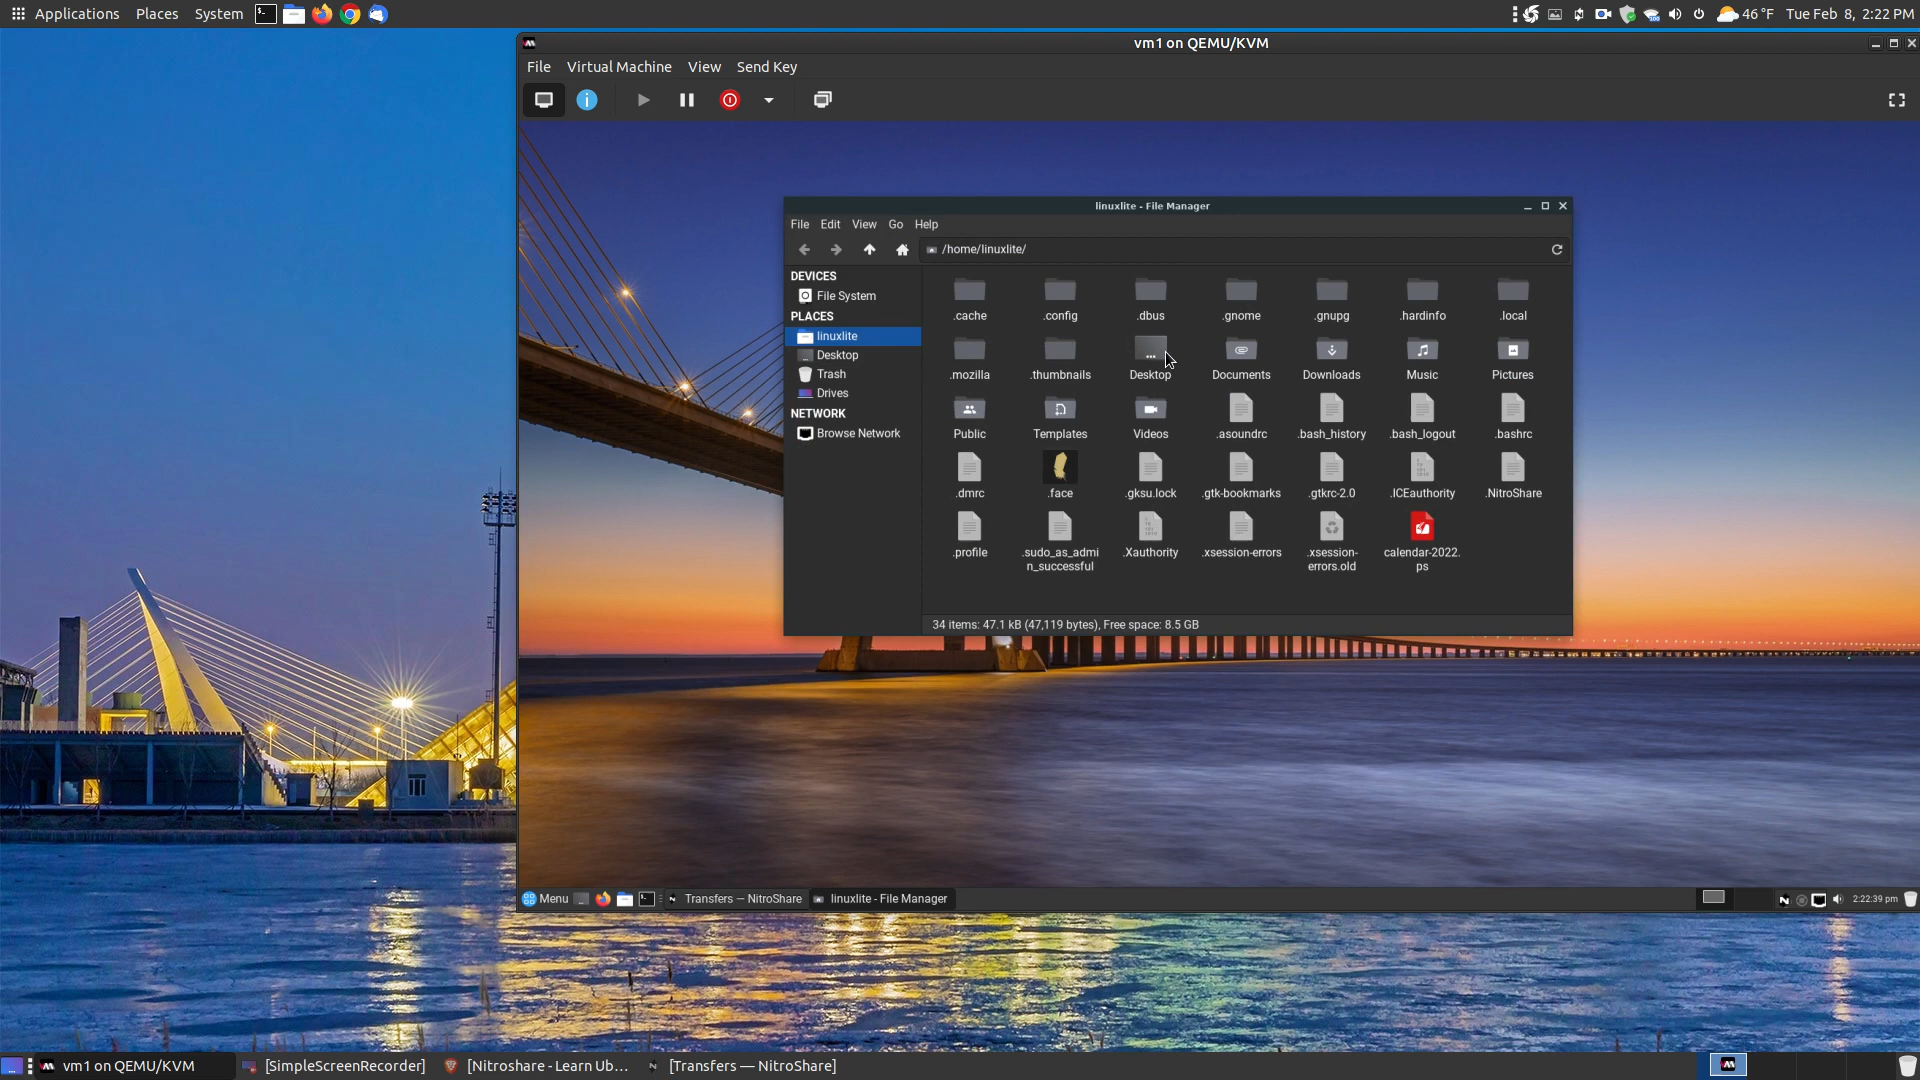 Applications Places System
46 °F Tue Feb 8, 2:22 PM
vm1 on QEMU/KVM
File Virtual Machine View Send Key
linuxlite - File Manager
File Edit View Go Help
/home/linuxlite/
DEVICES
File System
PLACES
linuxlite
Desktop
Trash
Drives
NETWORK
Browse Network
.cache .config .dbus .gnome .gnupg .hardinfo .local
.mozilla .thumbnails Desktop Documents Downloads Music Pictures
Public Templates Videos .asoundrc .bash_history .bash_logout .bashrc
.dmrc .face .gksu.lock .gtk-bookmarks .gtkrc-2.0 .ICEauthority .NitroShare
.profile .sudo_as_admi .Xauthority .xsession-errors .xsession- calendar-2022.
n_successful errors.old ps
34 items: 47.1 kB (47,119 bytes), Free space: 8.5 GB
Menu Transfers — NitroShare linuxlite - File Manager 2:22:39 pm
vm1 on QEMU/KVM [SimpleScreenRecorder] [Nitroshare - Learn Ub... [Transfers — NitroShare]